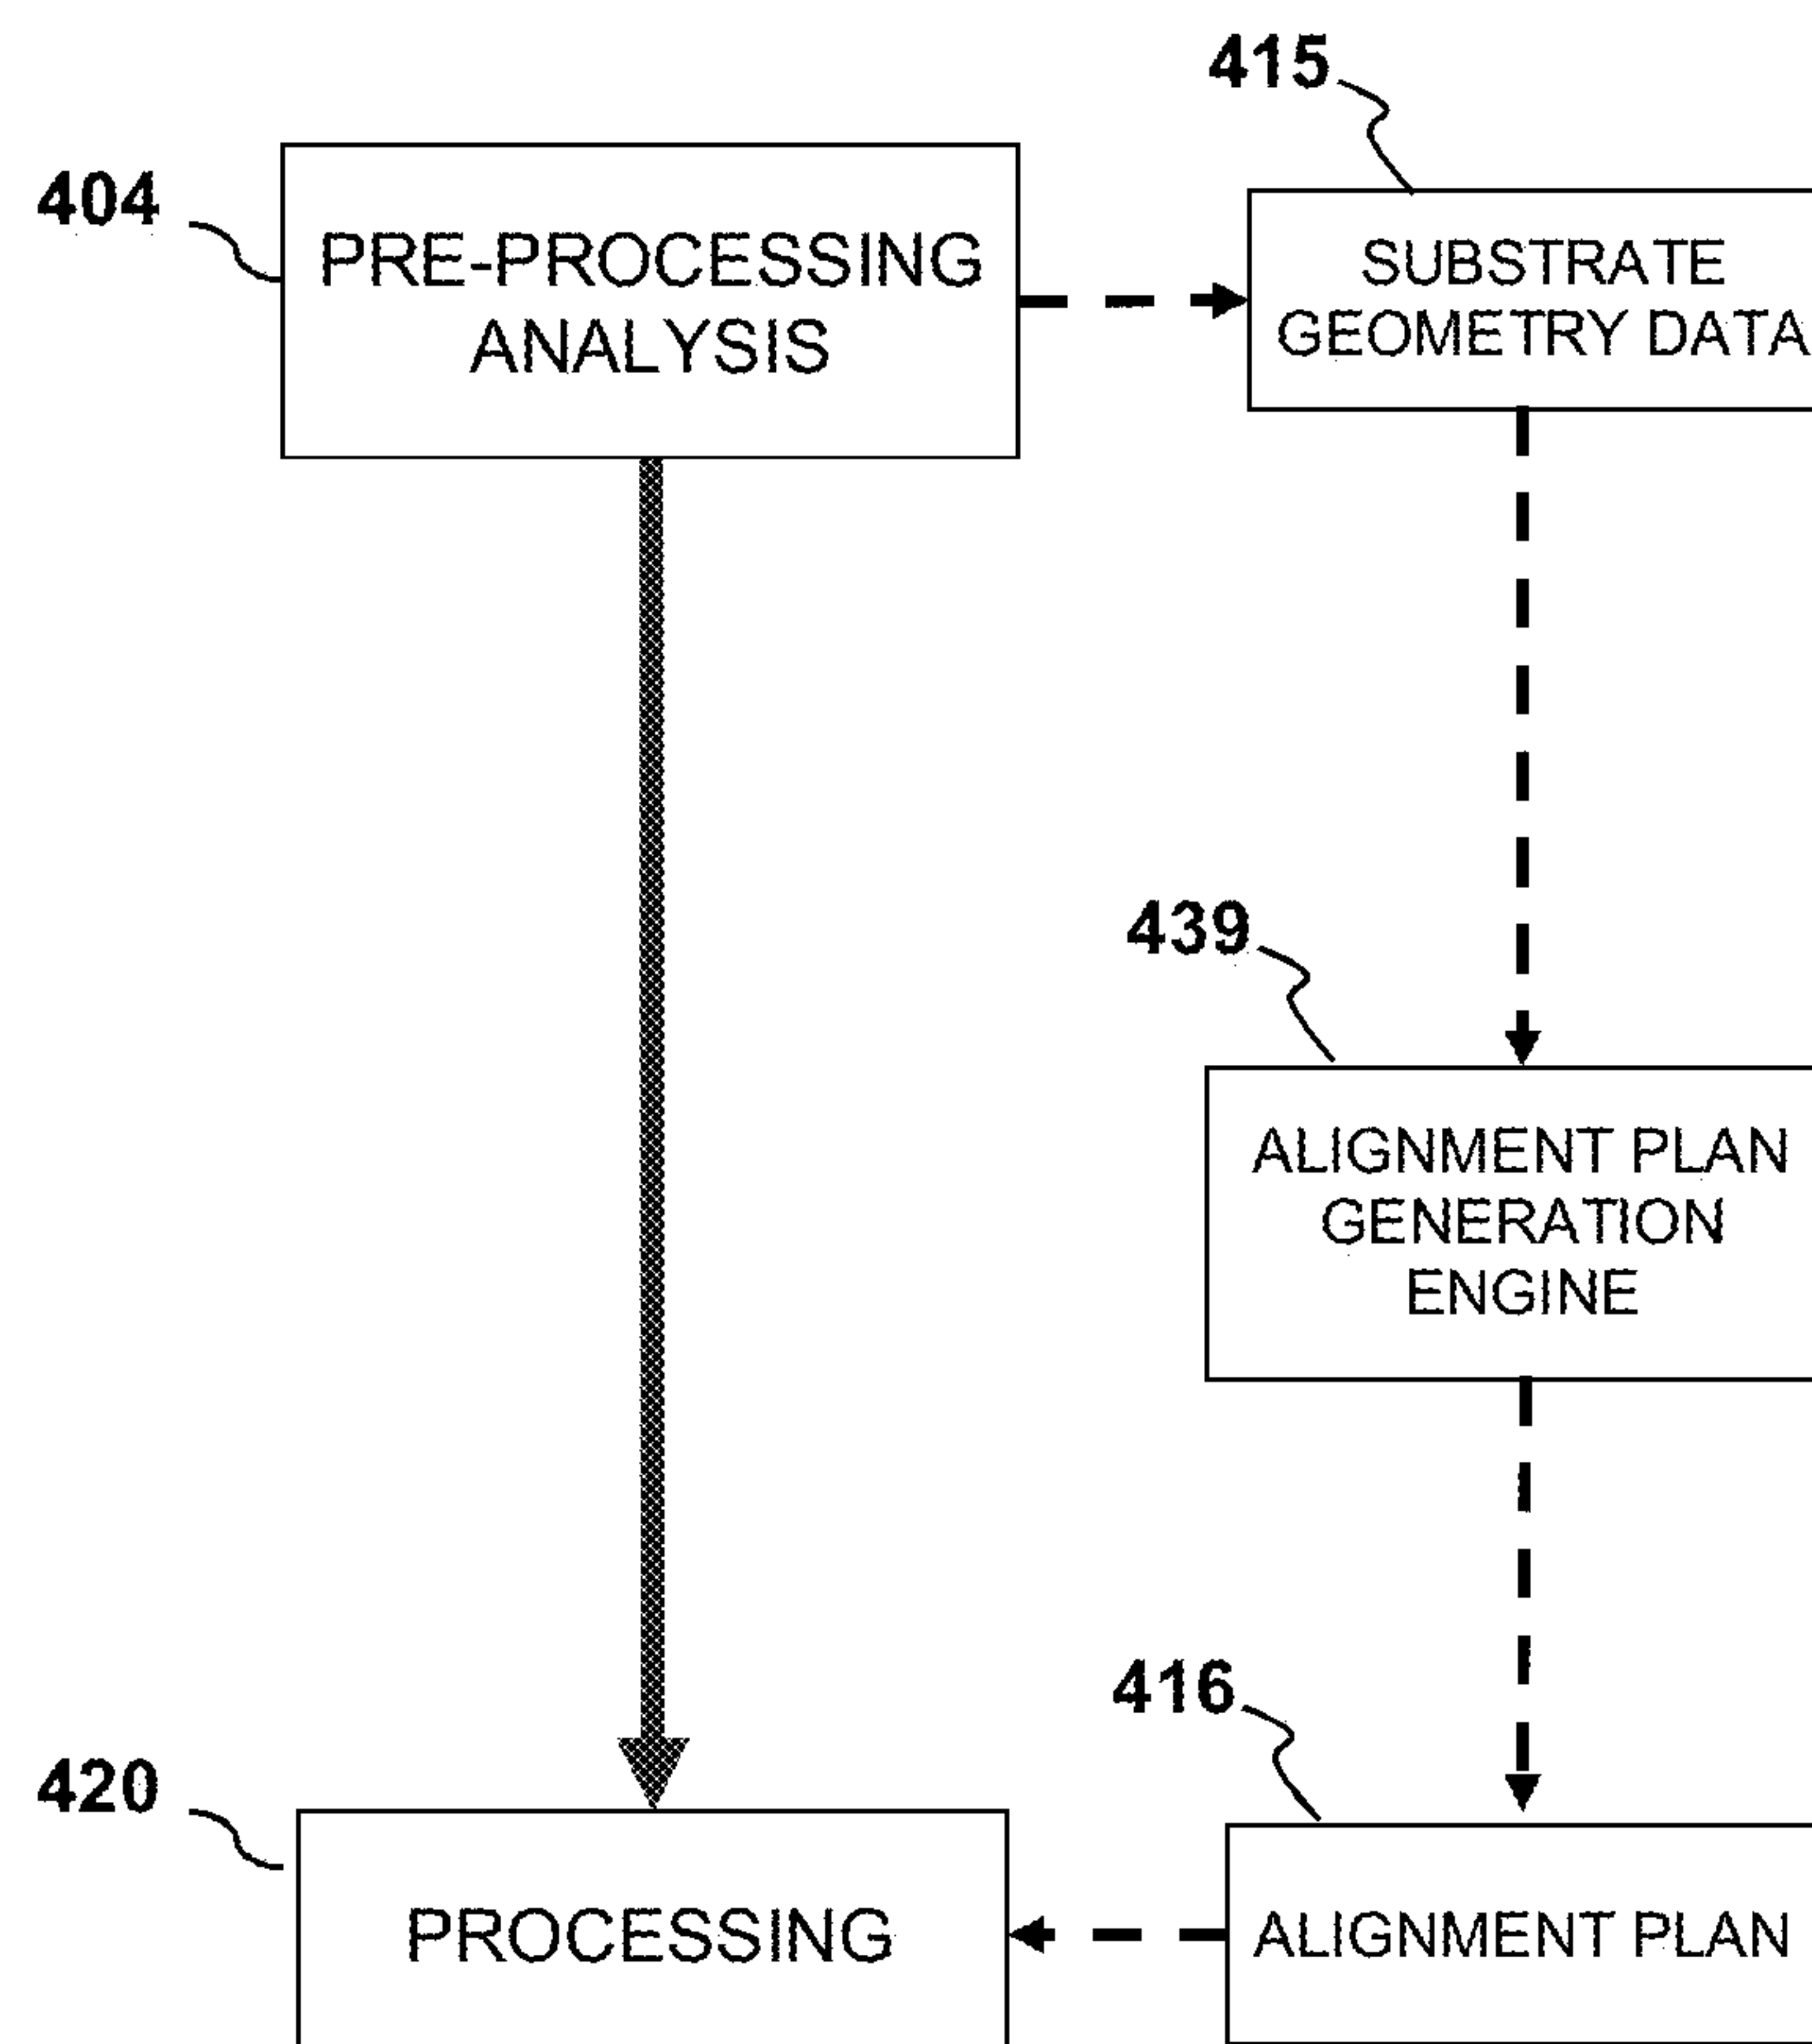 415
404
PRE-PROCESSING
ANALYSIS
SUBSTRATE
GEOMETRY DATA
439
ALIGNMENT PLAN
GENERATION
ENGINE
416
420
PROCESSING
ALIGNMENT PLAN